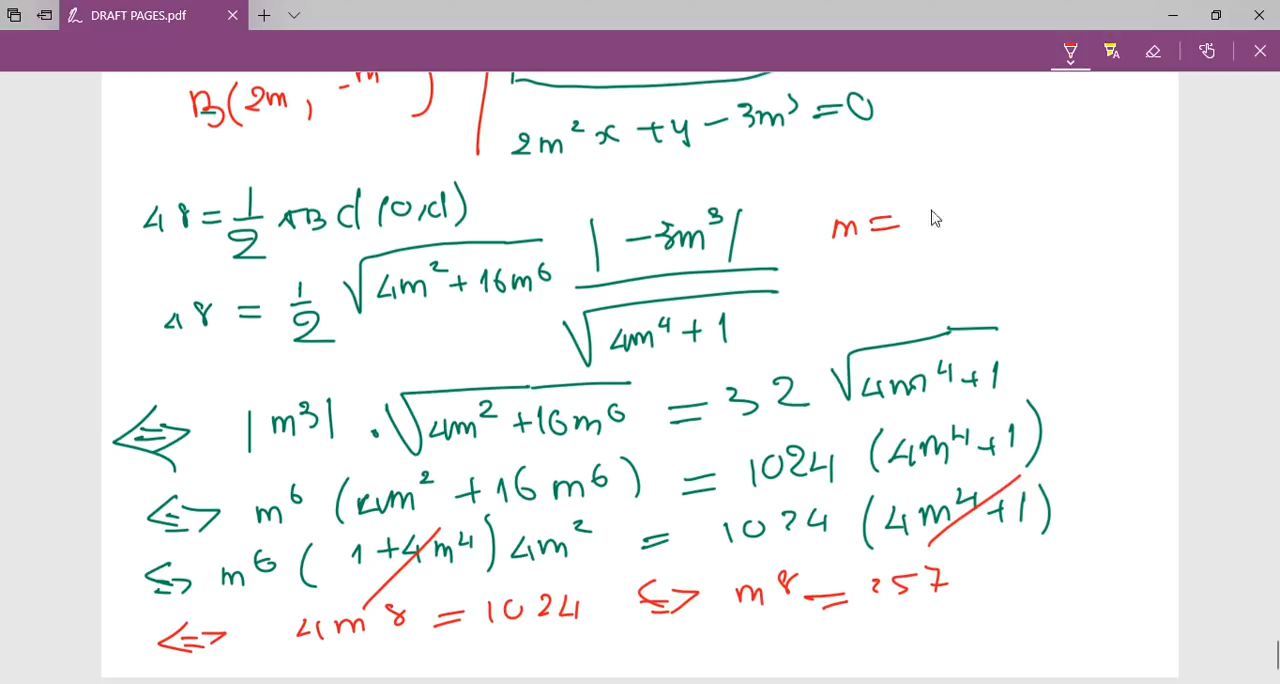 DRAFT PAGES.pdf
B(2m, -m
2m²x + y - 3m³ = 0
48 = 1/2 AB d(O,d)
48 = 1/2 √(4m² + 16m⁶) |-3m³| / √(4m⁴ + 1)
m =
<=> |m³| . √(4m² + 16m⁶) = 32 √(4m⁴ + 1)
<=> m⁶ (4m² + 16m⁶) = 1024 (4m⁴ + 1)
<=> m⁶ (1 + 4m⁴) 4m² = 1024 (4m⁴ + 1)
<=> 4m⁸ = 1024 <=> m⁸ = 257